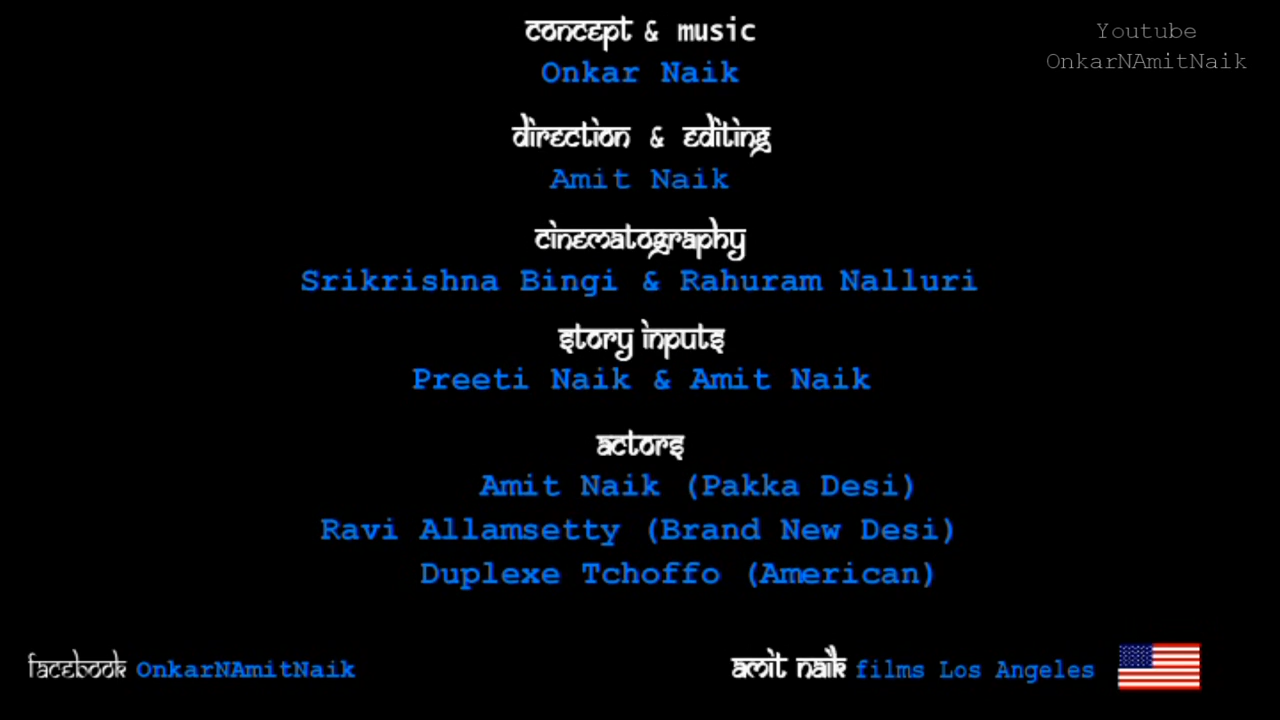 concept & music
Youtube
OnkarNAmitNaik
Onkar Naik
direction & editing
Amit Naik
cinematography
Srikrishna Bingi & Rahuram Nalluri
story inputs
Preeti Naik & Amit Naik
actors
Amit Naik (Pakka Desi)
Ravi Allamsetty (Brand New Desi)
Duplexe Tchoffo (American)
facebook OnkarNAmitNaik
amit naik films Los Angeles